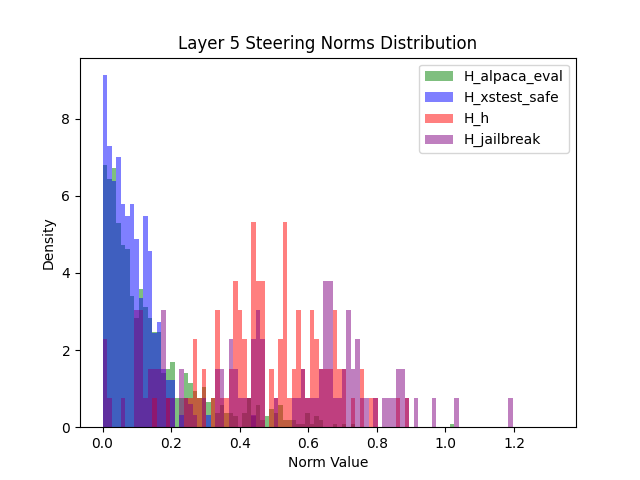 Layer 5 Steering Norms Distribution
H_alpaca_eval
H_xstest_safe
H_h
H_jailbreak
Density
8
6
4
2
0
0.0 0.2 0.4 0.6 0.8 1.0 1.2
Norm Value